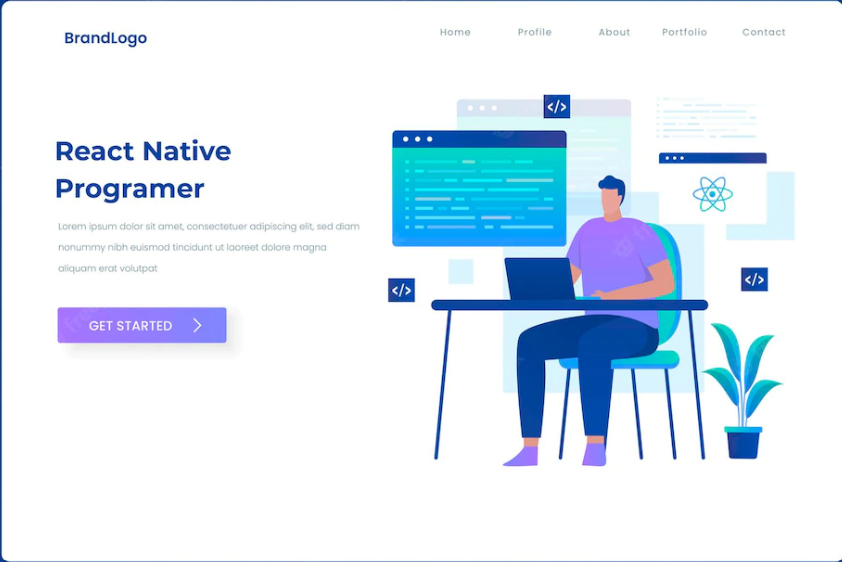 BrandLogo
Home Profile About Portfolio Contact
React Native
Programer
Lorem ipsum dolor sit amet, consectetuer adipiscing elit, sed diam
nonummy nibh euismod tincidunt ut laoreet dolore magna
aliquam erat volutpat
GET STARTED
</>
</>
</>